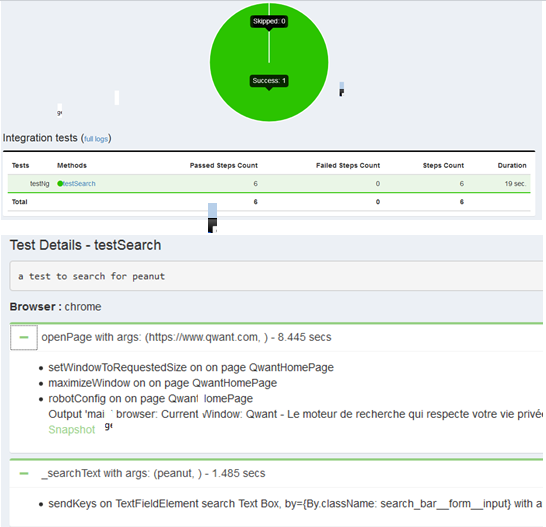 Skipped: 0
Success: 1
Integration tests (full logs)
Tests Methods Passed Steps Count Failed Steps Count Steps Count Duration
testNg testSearch 6 0 6 19 sec.
Total 6 0 6
Test Details - testSearch
a test to search for peanut
Browser : chrome
openPage with args: (https://www.qwant.com, ) - 8.445 secs
setWindowToRequestedSize on on page QwantHomePage
maximizeWindow on on page QwantHomePage
robotConfig on on page Qwant
Output browser: Current Window: Qwant - Le moteur de recherche qui respecte votre vie privée
Snapshot
_searchText with args: (peanut, ) - 1.485 secs
sendKeys on TextFieldElement search Text Box, by={By.className: search_bar__form__input} with a